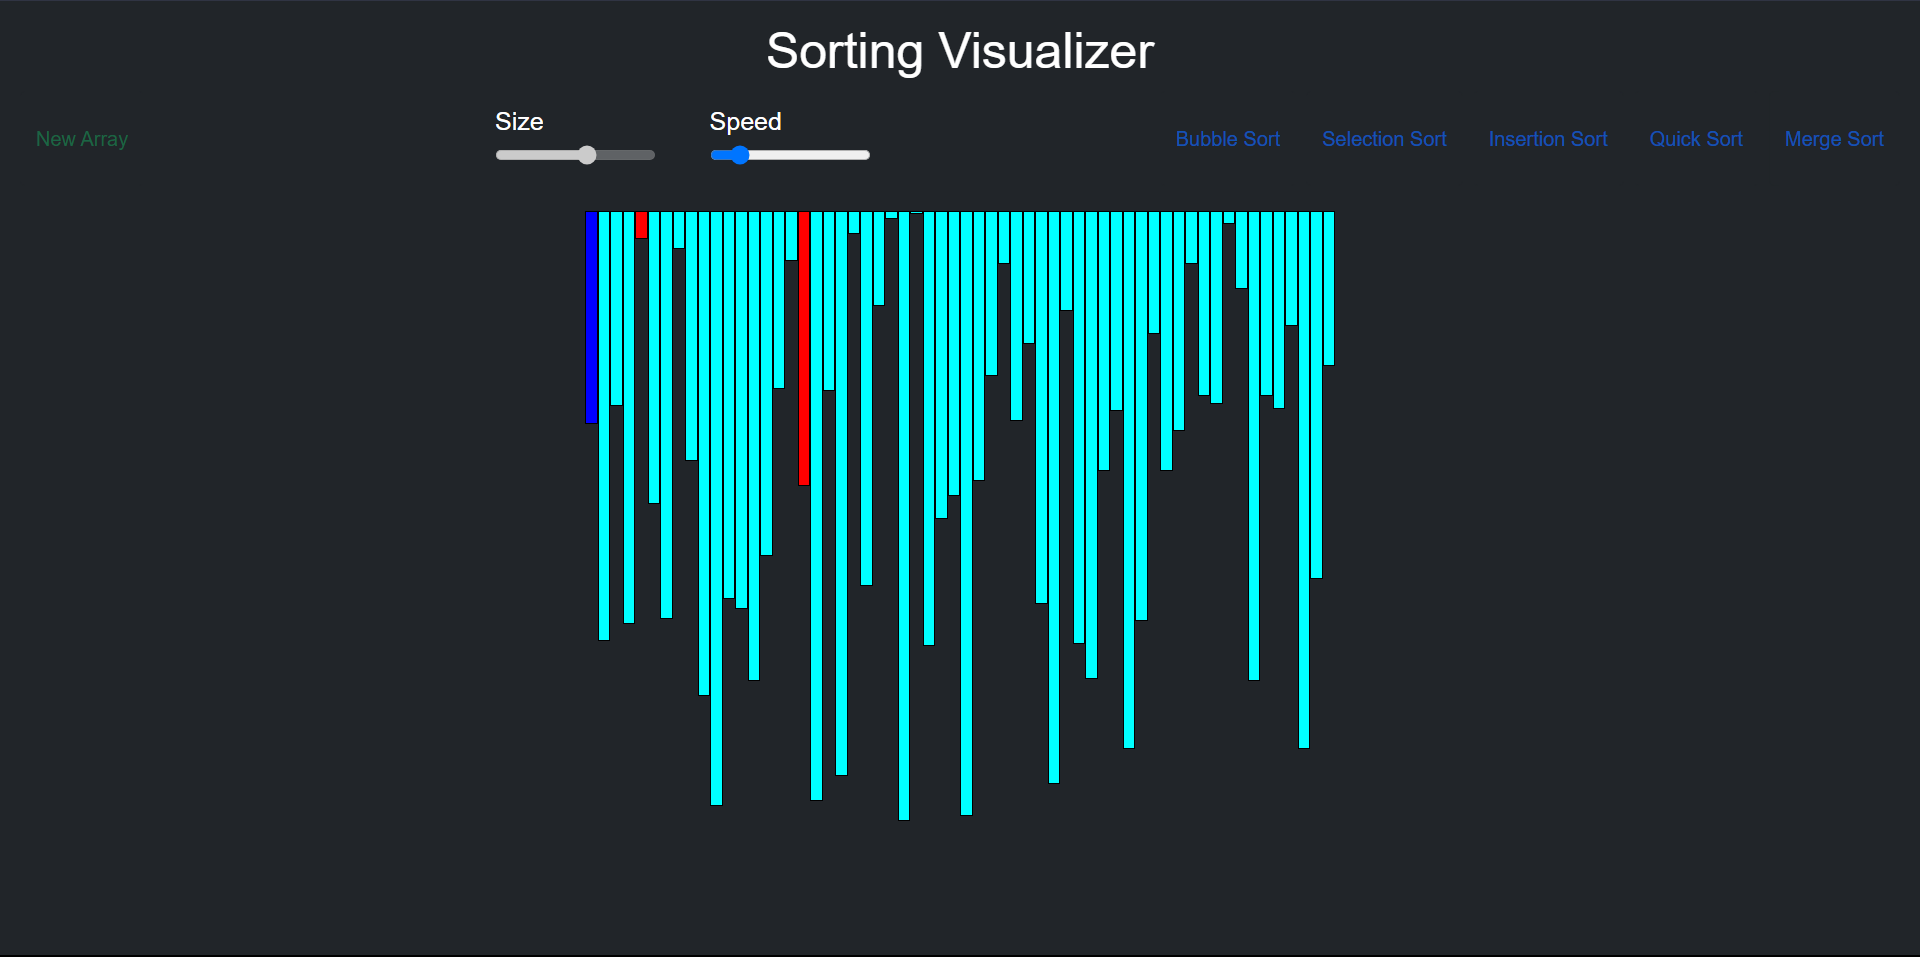 Sorting Visualizer
New Array
Size
Speed
Bubble Sort
Selection Sort
Insertion Sort
Quick Sort
Merge Sort